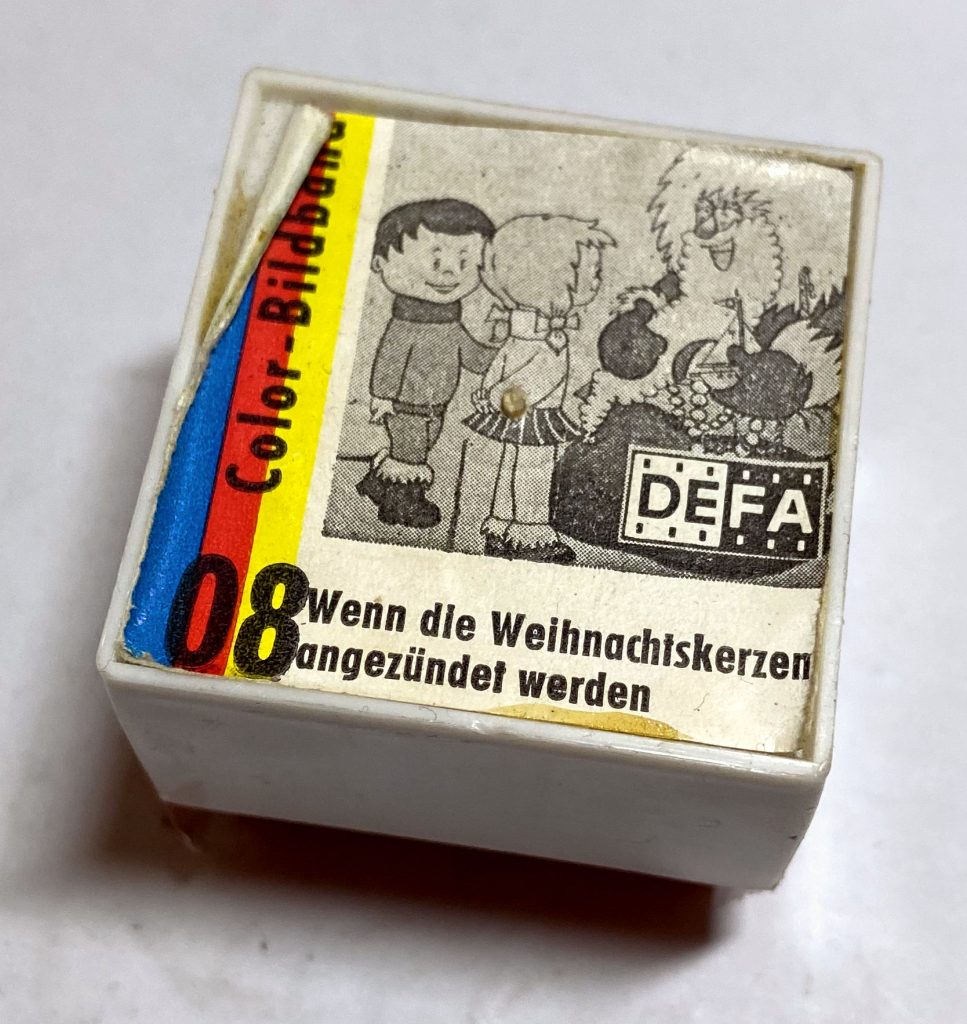 Color-Bildband
DEFA
08
Wenn die Weihnachtskerzen
angezündet werden